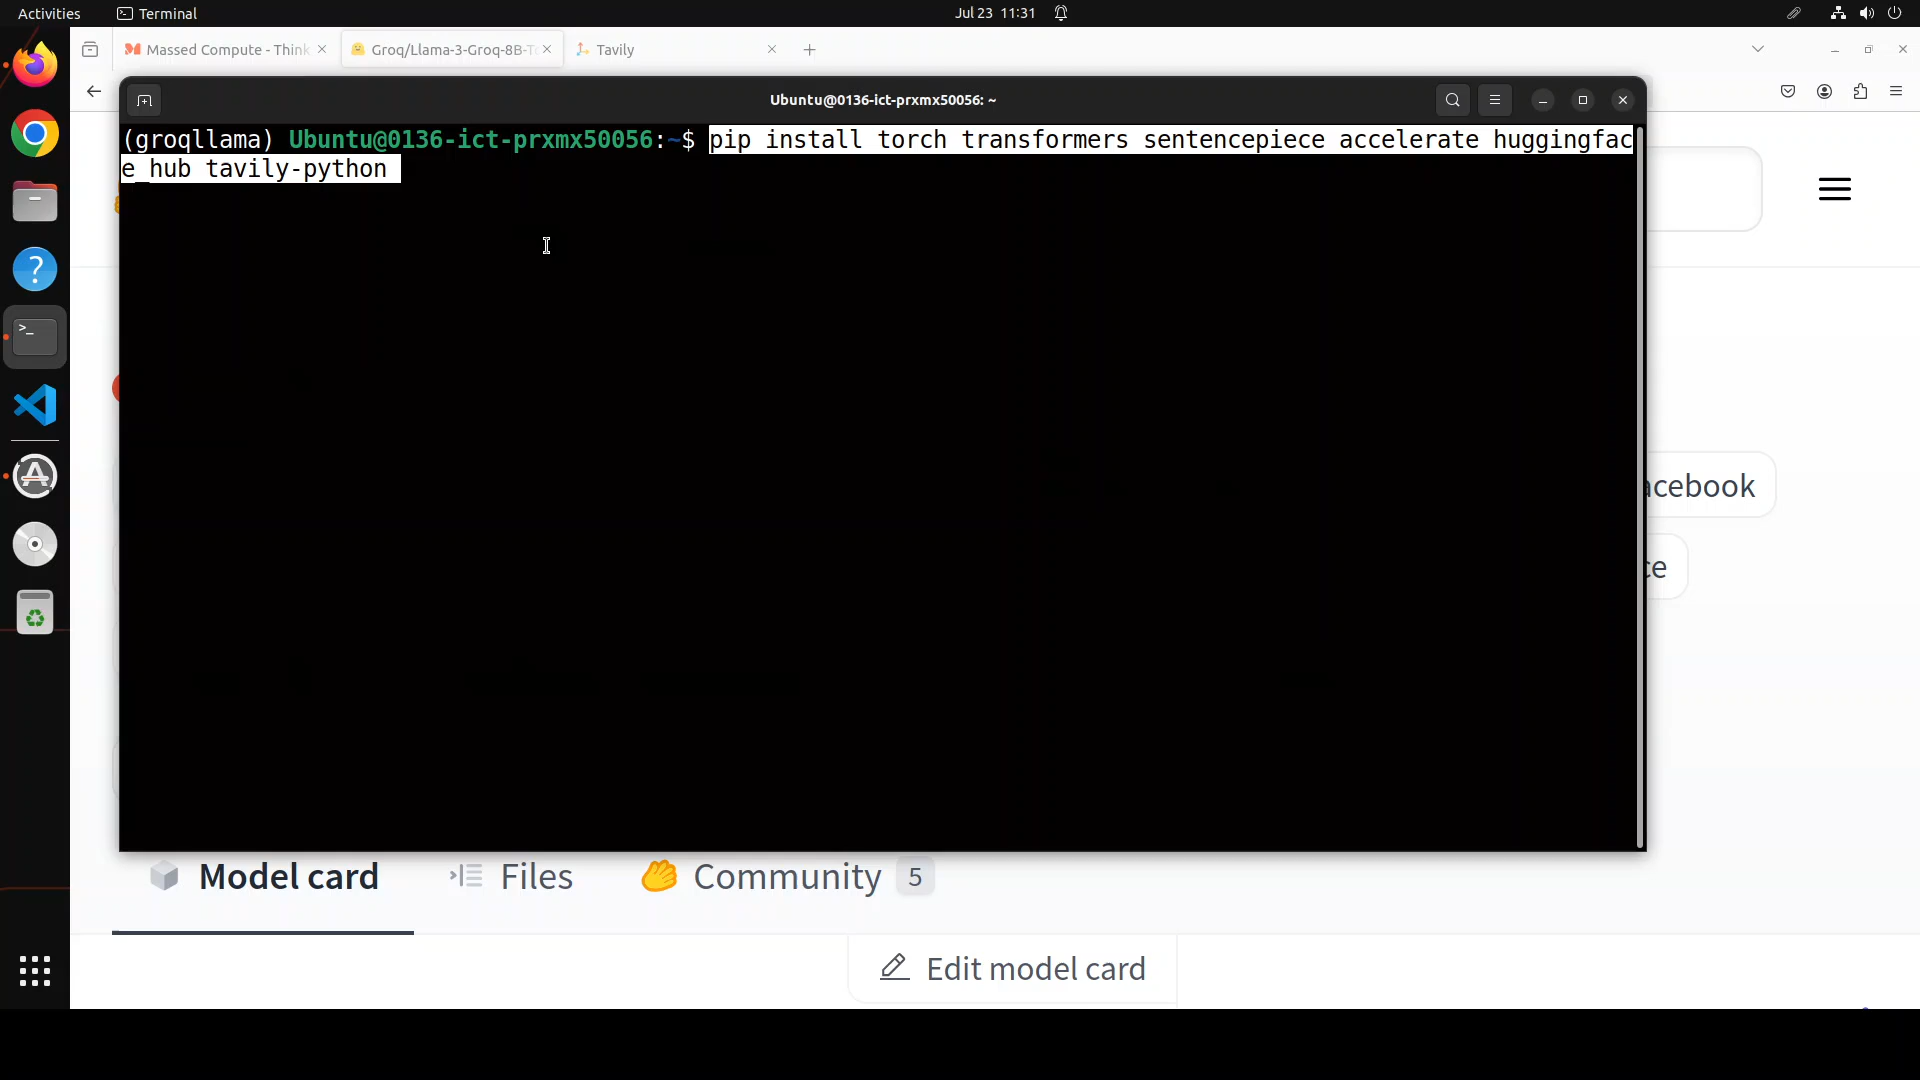 Activities
Terminal
Jul 23 11:31
Massed Compute - Think
Groq/Llama-3-Groq-8B-To
Tavily
Ubuntu@0136-ict-prxmx50056: ~
(groqllama) Ubuntu@0136-ict-prxmx50056:~$ pip install torch transformers sentencepiece accelerate huggingfac
e_hub tavily-python
acebook
ce
Model card
Files
Community
5
Edit model card